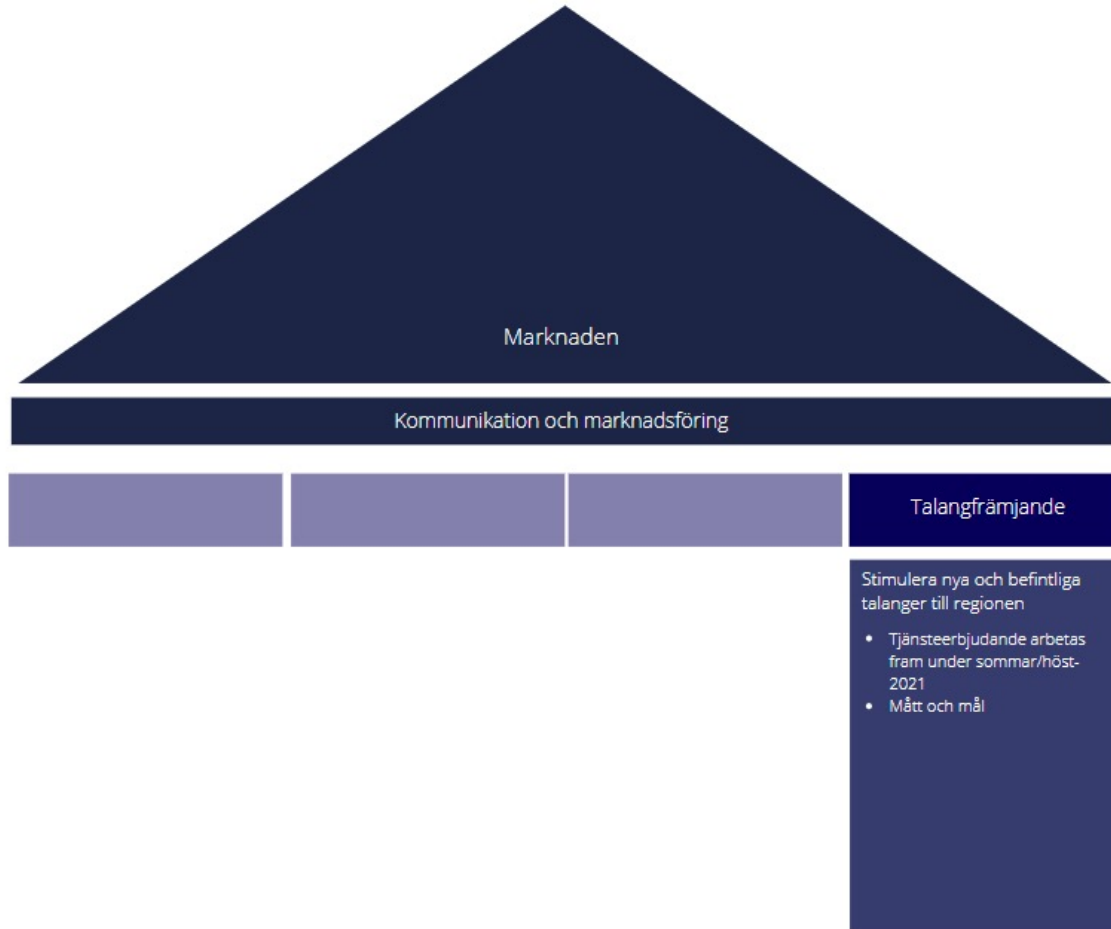 Marknaden
Kommunikation och marknadsföring
Talangfrämjande
Stimulera nya och befintliga
talanger till regionen
• Tjänsteerbjudande arbetas
fram under sommar/höst-
2021
• Mått och mål